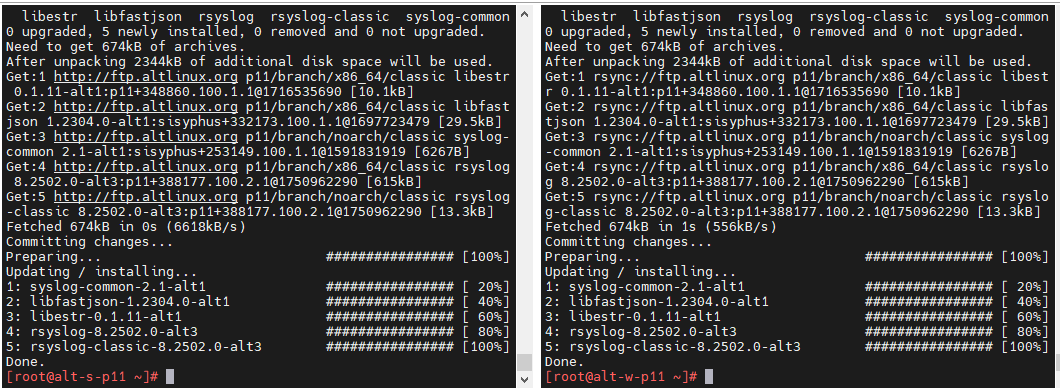 libestr libfastjson rsyslog rsyslog-classic syslog-common
0 upgraded, 5 newly installed, 0 removed and 0 not upgraded.
Need to get 674kB of archives.
After unpacking 2344kB of additional disk space will be used.
Get:1 http://ftp.altlinux.org p11/branch/x86_64/classic libestr
 0.1.11-alt1:p11+348860.100.1.1@1716535690 [10.1kB]
Get:2 http://ftp.altlinux.org p11/branch/x86_64/classic libfast
json 1.2304.0-alt1:sisyphus+332173.100.1.1@1697723479 [29.5kB]
Get:3 http://ftp.altlinux.org p11/branch/noarch/classic syslog-
common 2.1-alt1:sisyphus+253149.100.1.1@1591831919 [6267B]
Get:4 http://ftp.altlinux.org p11/branch/x86_64/classic rsyslog
 8.2502.0-alt3:p11+388177.100.2.1@1750962290 [615kB]
Get:5 http://ftp.altlinux.org p11/branch/noarch/classic rsyslog
-classic 8.2502.0-alt3:p11+388177.100.2.1@1750962290 [13.3kB]
Fetched 674kB in 0s (6618kB/s)
Committing changes...
Preparing... ################ [100%]
Updating / installing...
1: syslog-common-2.1-alt1 ################ [ 20%]
2: libfastjson-1.2304.0-alt1 ################ [ 40%]
3: libestr-0.1.11-alt1 ################ [ 60%]
4: rsyslog-8.2502.0-alt3 ################ [ 80%]
5: rsyslog-classic-8.2502.0-alt3 ################ [100%]
Done.
[root@alt-s-p11 ~]#
libestr libfastjson rsyslog rsyslog-classic syslog-common
0 upgraded, 5 newly installed, 0 removed and 0 not upgraded.
Need to get 674kB of archives.
After unpacking 2344kB of additional disk space will be used.
Get:1 rsync://ftp.altlinux.org p11/branch/x86_64/classic libest
r 0.1.11-alt1:p11+348860.100.1.1@1716535690 [10.1kB]
Get:2 rsync://ftp.altlinux.org p11/branch/x86_64/classic libfas
tjson 1.2304.0-alt1:sisyphus+332173.100.1.1@1697723479 [29.5kB]
Get:3 rsync://ftp.altlinux.org p11/branch/noarch/classic syslog
-common 2.1-alt1:sisyphus+253149.100.1.1@1591831919 [6267B]
Get:4 rsync://ftp.altlinux.org p11/branch/x86_64/classic rsyslo
g 8.2502.0-alt3:p11+388177.100.2.1@1750962290 [615kB]
Get:5 rsync://ftp.altlinux.org p11/branch/noarch/classic rsyslo
g-classic 8.2502.0-alt3:p11+388177.100.2.1@1750962290 [13.3kB]
Fetched 674kB in 1s (556kB/s)
Committing changes...
Preparing... ################ [100%]
Updating / installing...
1: syslog-common-2.1-alt1 ################ [ 20%]
2: libfastjson-1.2304.0-alt1 ################ [ 40%]
3: libestr-0.1.11-alt1 ################ [ 60%]
4: rsyslog-8.2502.0-alt3 ################ [ 80%]
5: rsyslog-classic-8.2502.0-alt3 ################ [100%]
Done.
[root@alt-w-p11 ~]#